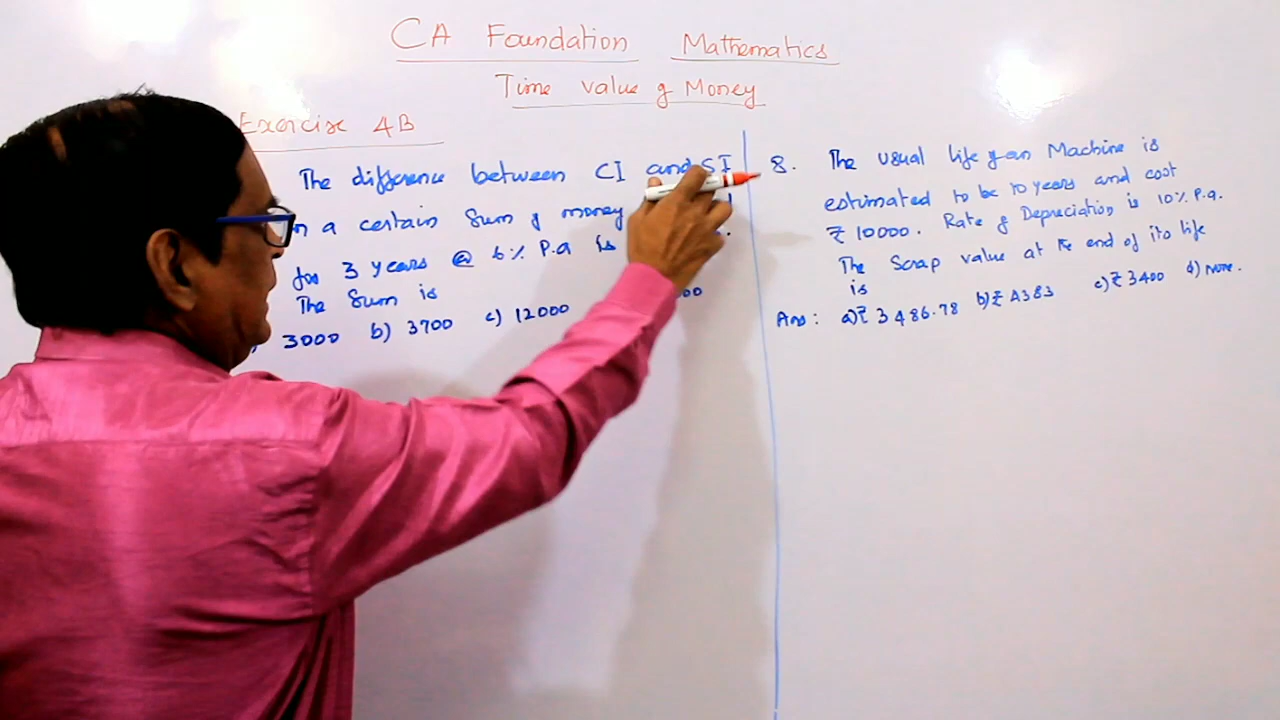 CA Foundation Mathematics
Time Value of Money
Exercise 4B
The difference between CI and SI
a certain sum of money
for 3 years @ 6% P.a is
The Sum is
3000 b) 3700 c) 12000
8. The usual life of an Machine is
estimated to be 10 years and cost
₹ 10000. Rate of Depreciation is 10% P.a.
The Scrap value at the end of its life
is
Ans: a) ₹ 3486.78 b) ₹ 4383 c) ₹ 3400 d) None.